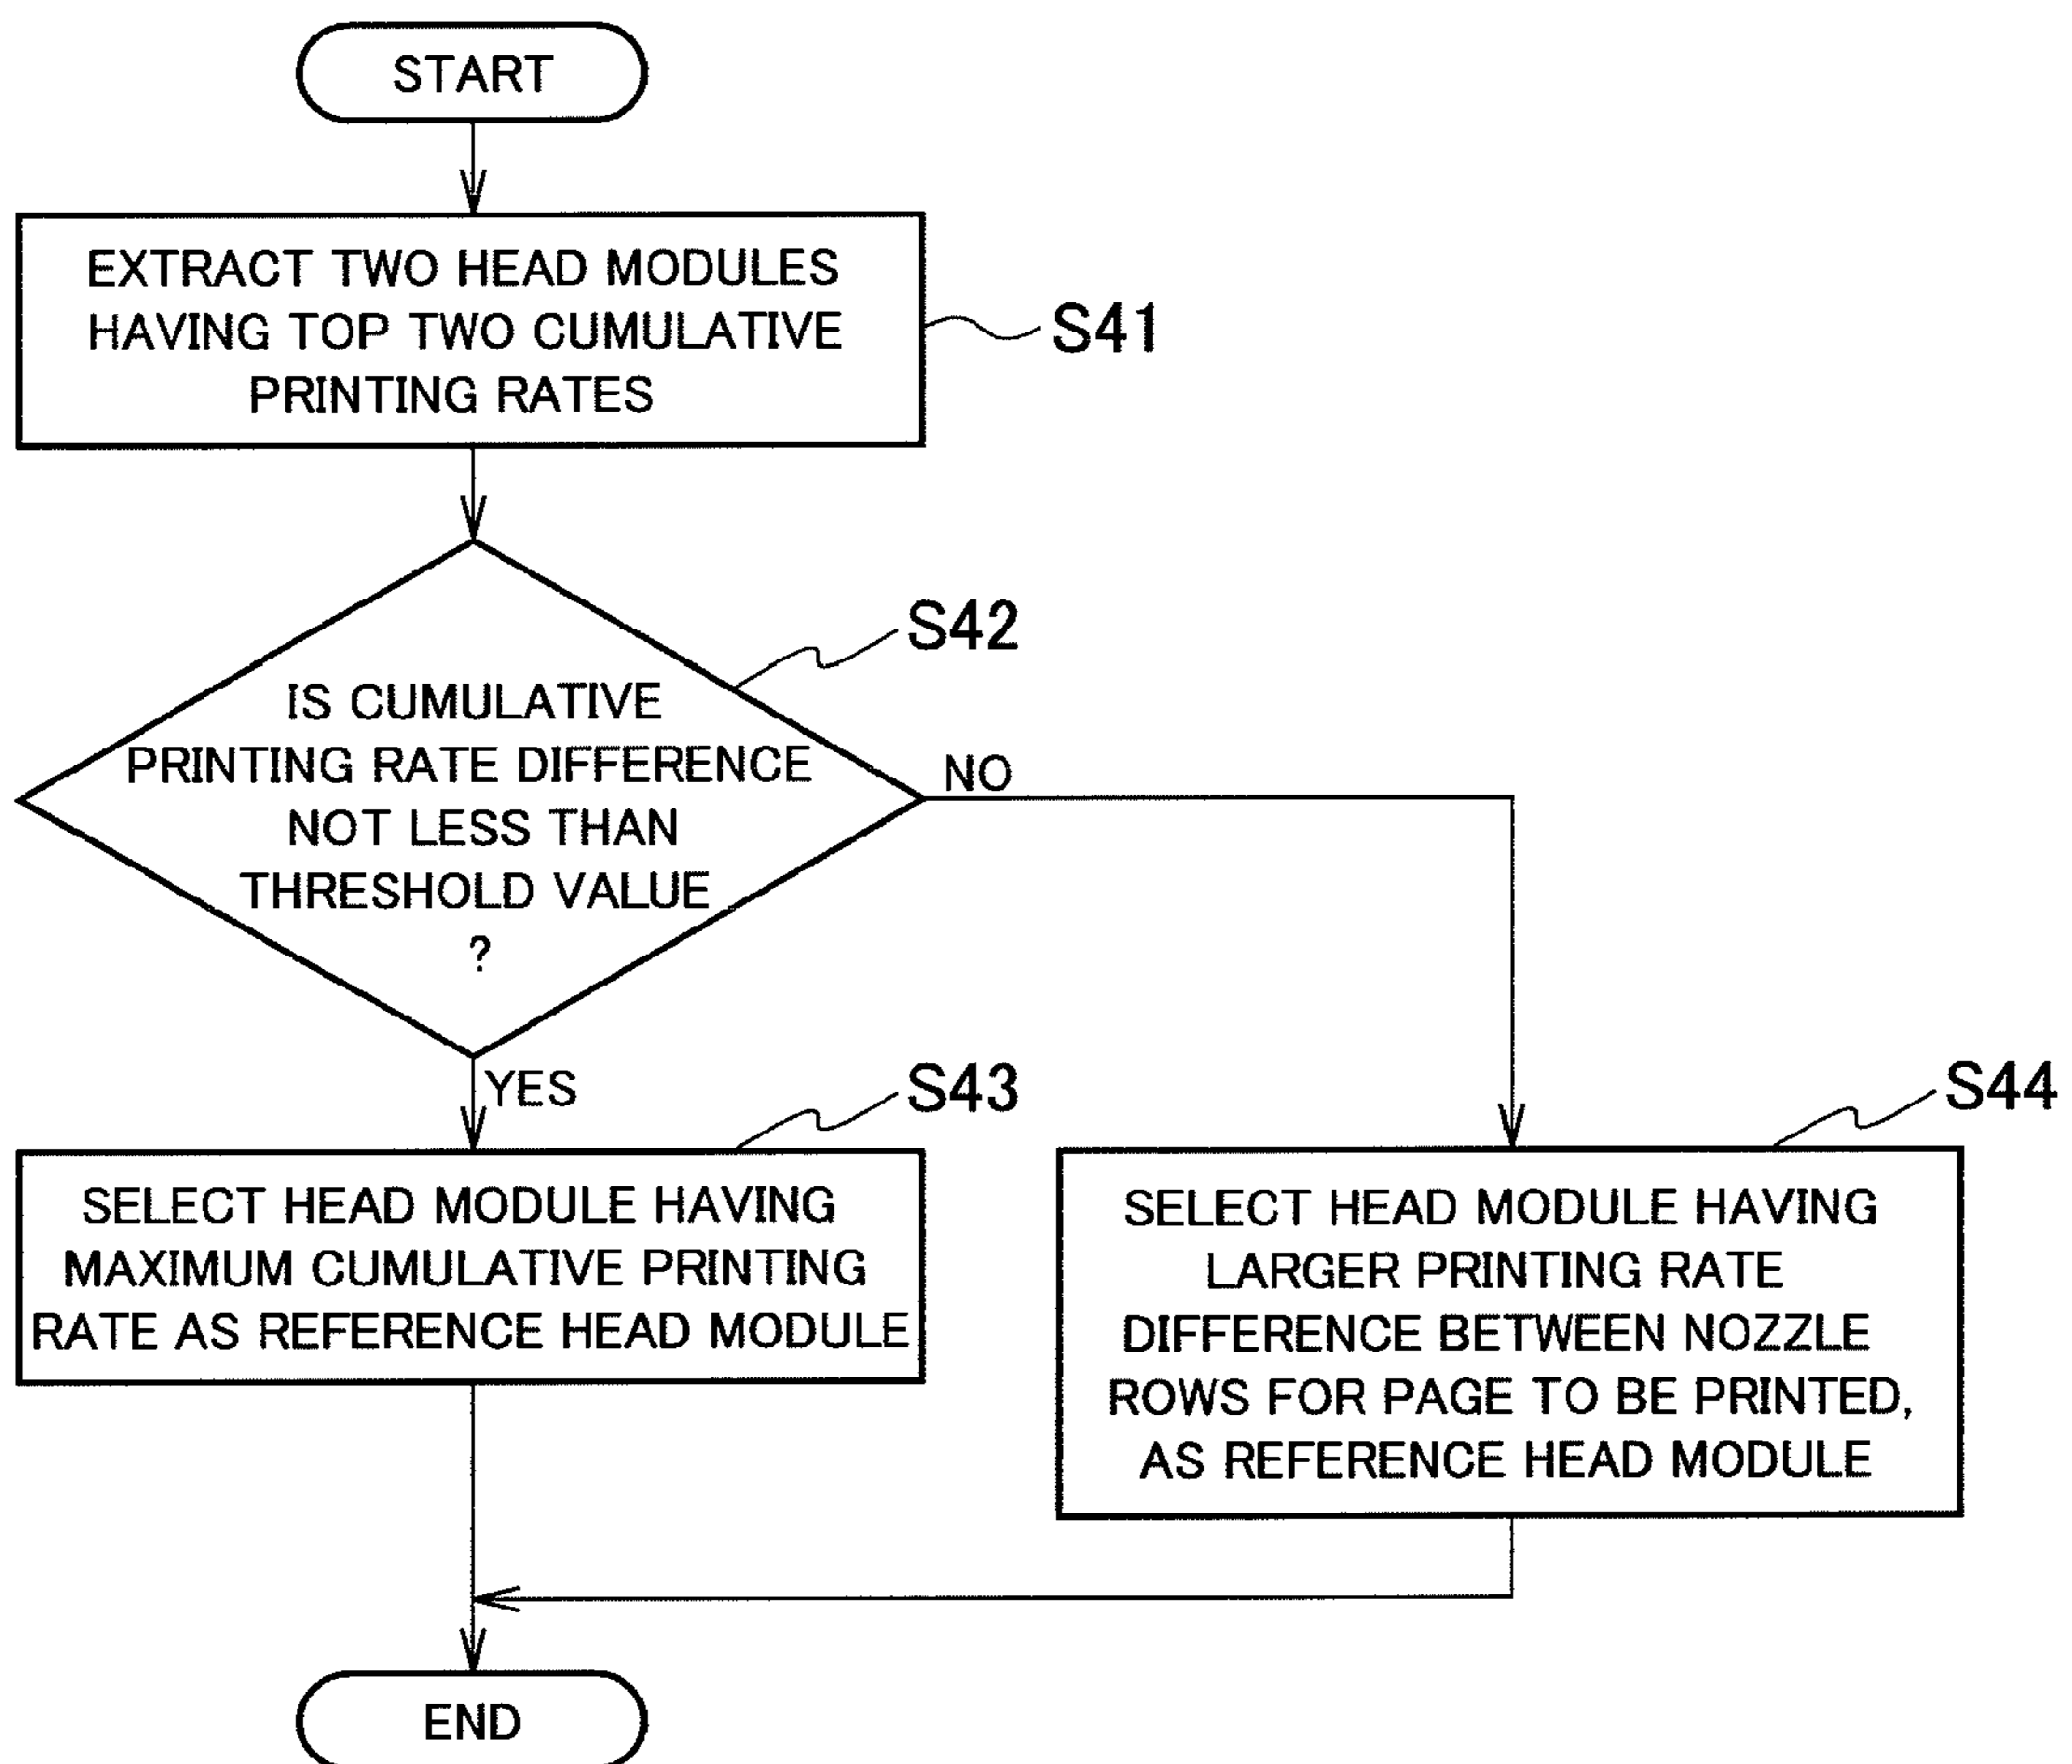 START
EXTRACT TWO HEAD MODULES
HAVING TOP TWO CUMULATIVE
PRINTING RATES
S41
S42
IS CUMULATIVE
PRINTING RATE DIFFERENCE
NOT LESS THAN
THRESHOLD VALUE
?
NO
YES
S43
SELECT HEAD MODULE HAVING
MAXIMUM CUMULATIVE PRINTING
RATE AS REFERENCE HEAD MODULE
S44
SELECT HEAD MODULE HAVING
LARGER PRINTING RATE
DIFFERENCE BETWEEN NOZZLE
ROWS FOR PAGE TO BE PRINTED,
AS REFERENCE HEAD MODULE
END